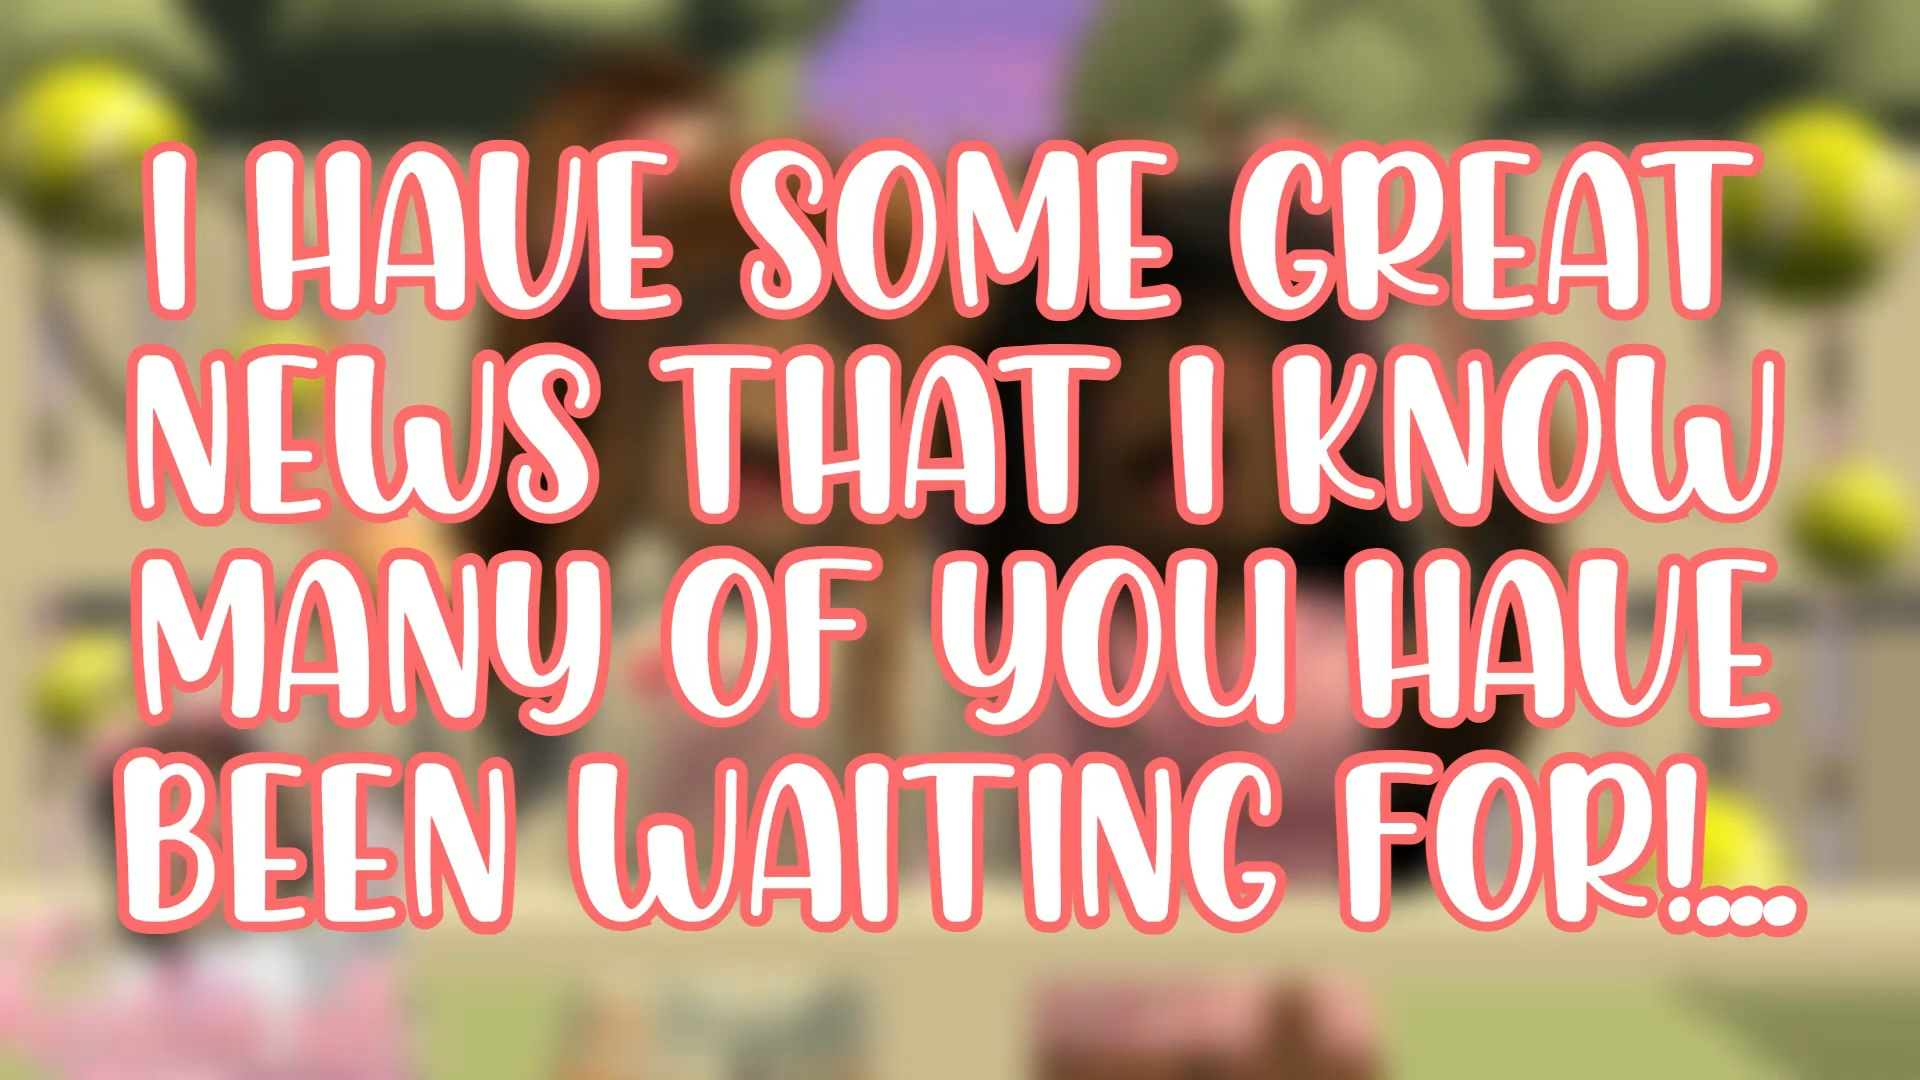 I HAVE SOME GREAT
NEWS THAT I KNOW
MANY OF YOU HAVE
BEEN WAITING FOR!...